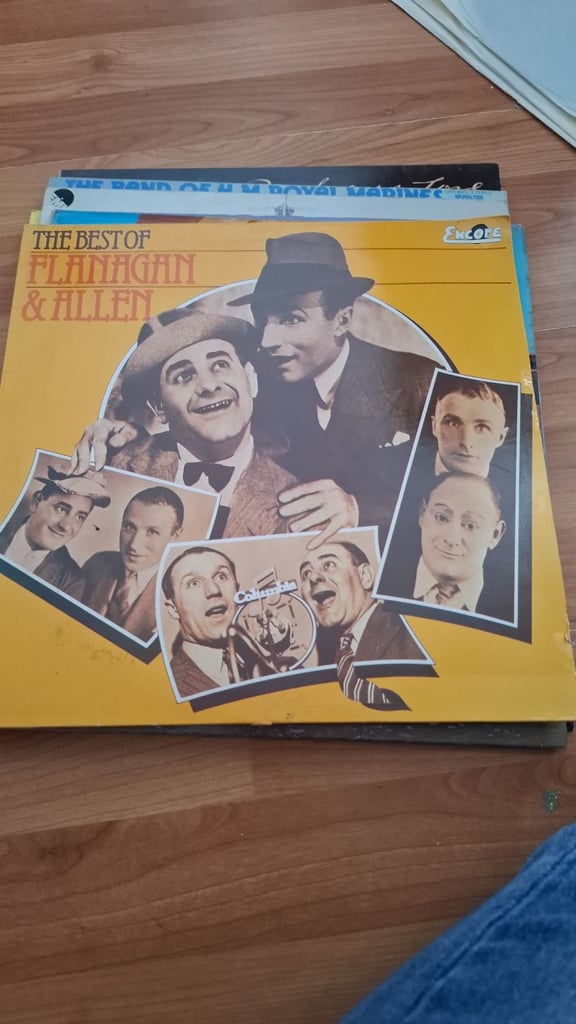 THE BAND OF H.M. ROYAL MARINES
THE BEST OF
FLANAGAN
& ALLEN
ENCORE
Columbia